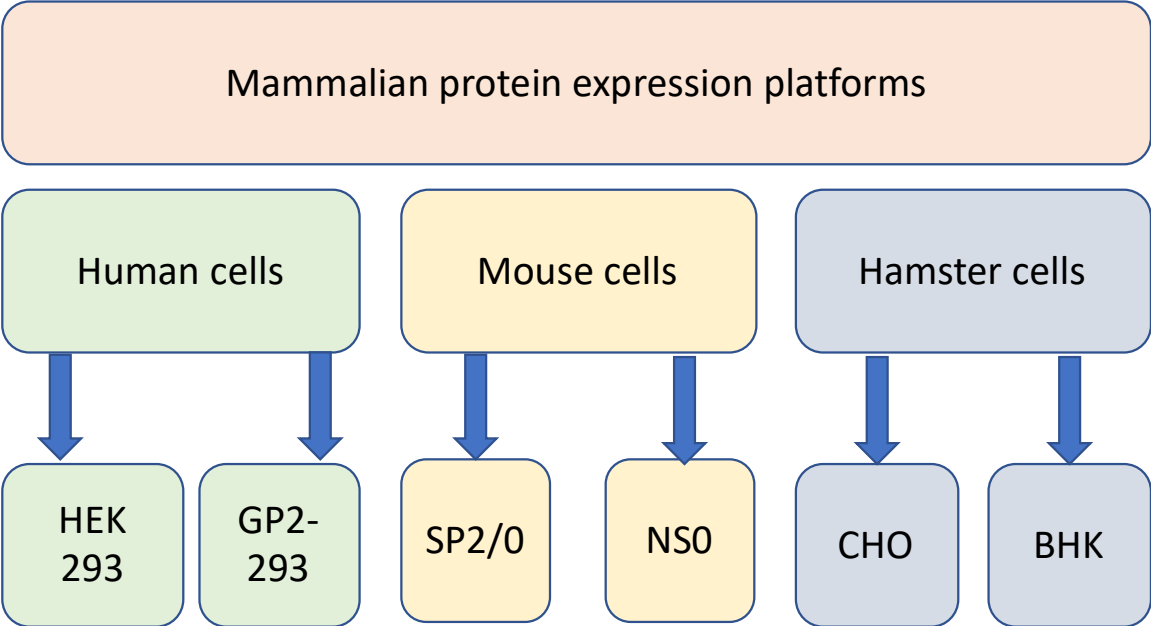 Mammalian protein expression platforms
Human cells
Mouse cells
Hamster cells
HEK
293
GP2-
293
SP2/0
NS0
CHO
BHK